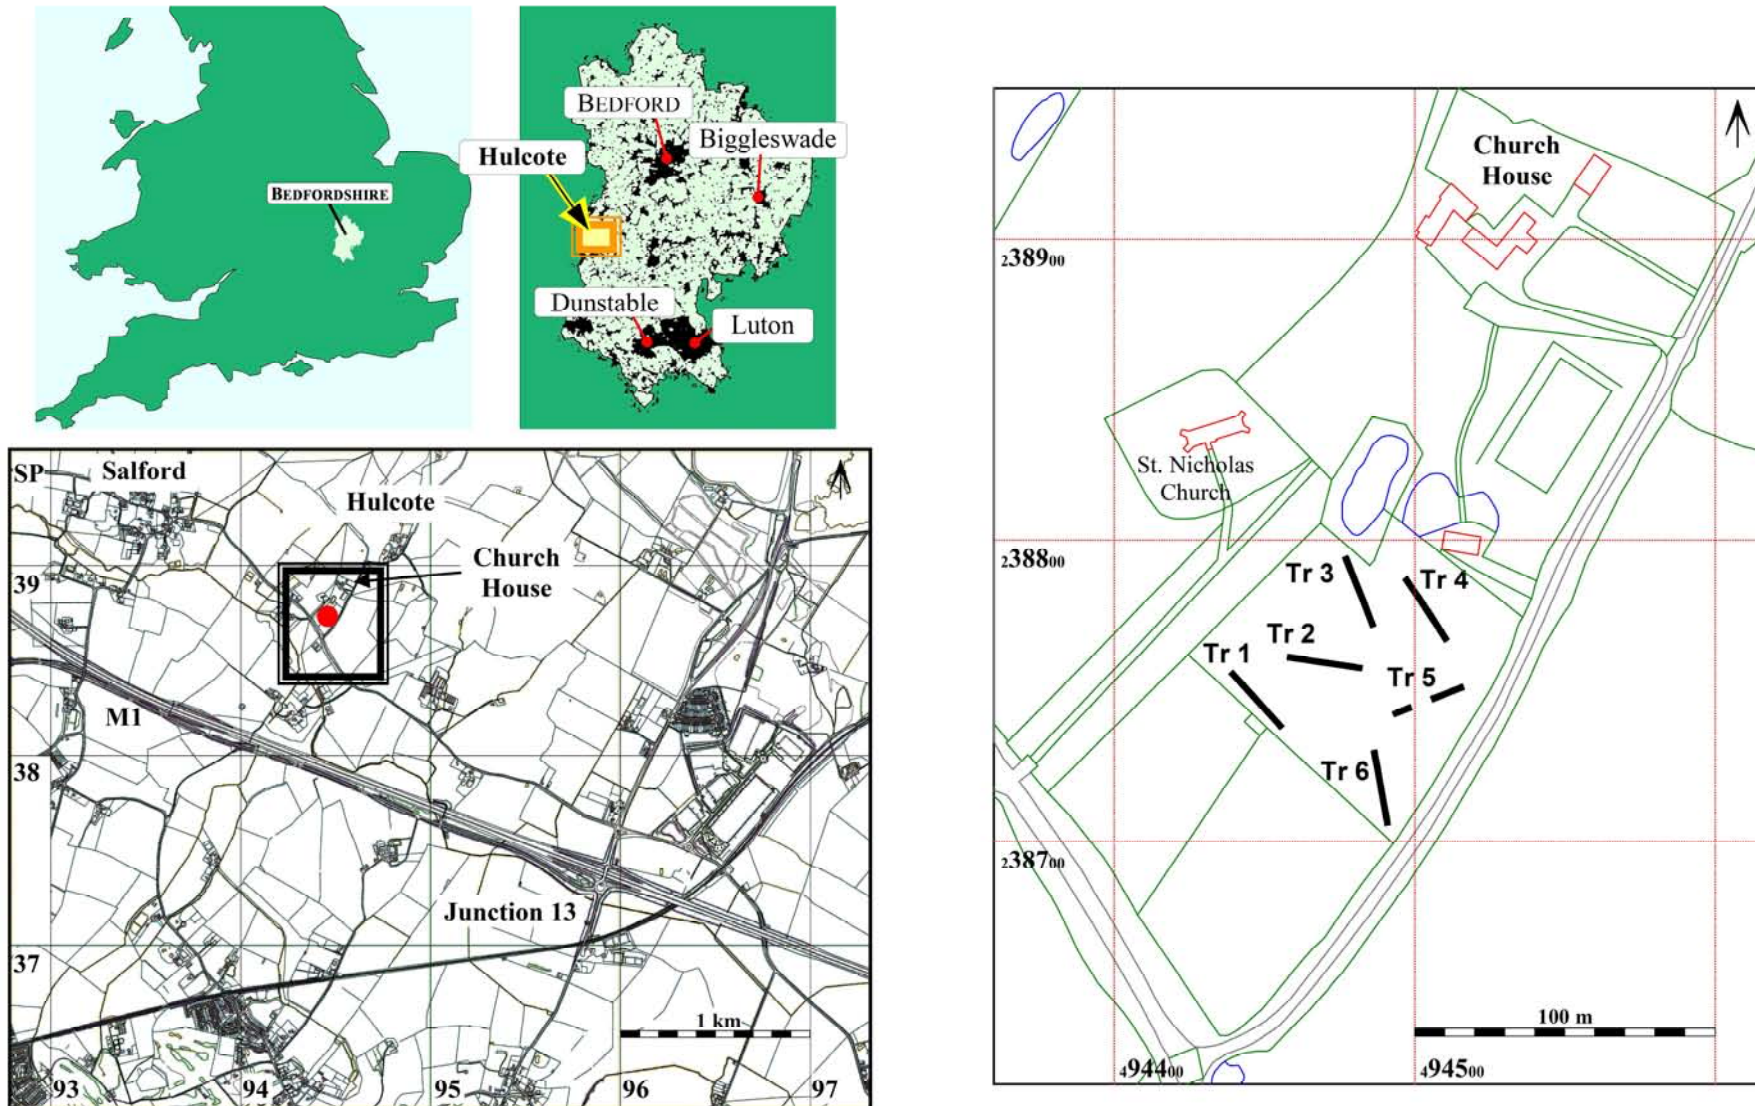 BEDFORDSHIRE
BEDFORD
Biggleswade
Hulcote
Dunstable
Luton
SP
Salford
Hulcote
Church
House
39
M1
38
Junction 13
37
1 km
93
94
95
96
97
Church
House
238900
St. Nicholas
Church
238800
Tr 3
Tr 4
Tr 2
Tr 1
Tr 5
Tr 6
238700
100 m
494400
494500